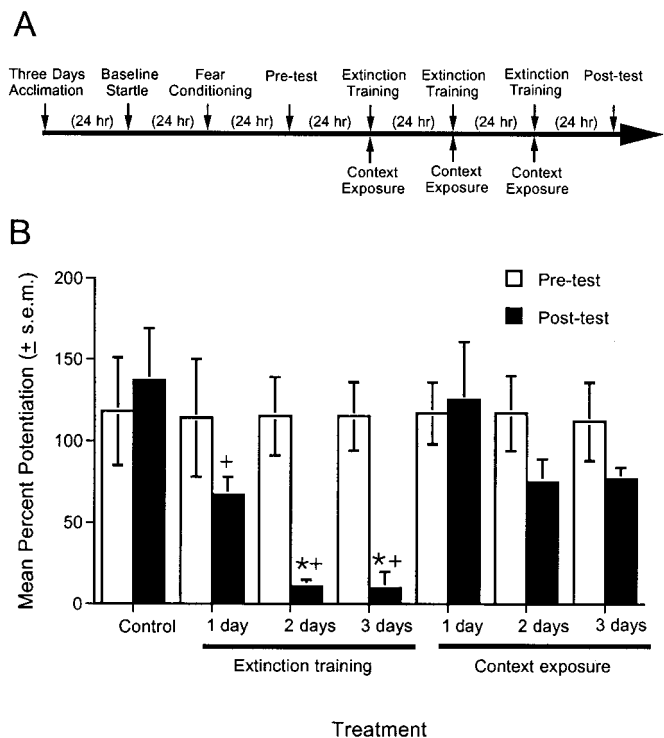 A
Three Days Acclimation
Baseline Startle
Fear Conditioning
Pre-test
Extinction Training
Extinction Training
Extinction Training
Post-test
(24 hr) (24 hr) (24 hr) (24 hr) (24 hr) (24 hr) (24 hr)
Context Exposure
Context Exposure
Context Exposure
B
Mean Percent Potentiation (± s.e.m.)
200
150
100
50
0
Pre-test
Post-test
+
*+
*+
Control 1 day 2 days 3 days 1 day 2 days 3 days
Extinction training Context exposure
Treatment